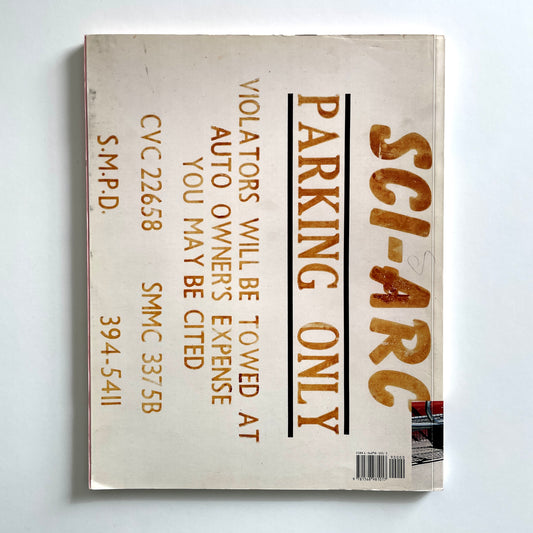 SCI-ARC
PARKING ONLY
VIOLATORS WILL BE TOWED AT
AUTO OWNER'S EXPENSE
YOU MAY BE CITED
CVC 22658 SMMC 3375B
S.M.P.D. 394-5411
90000